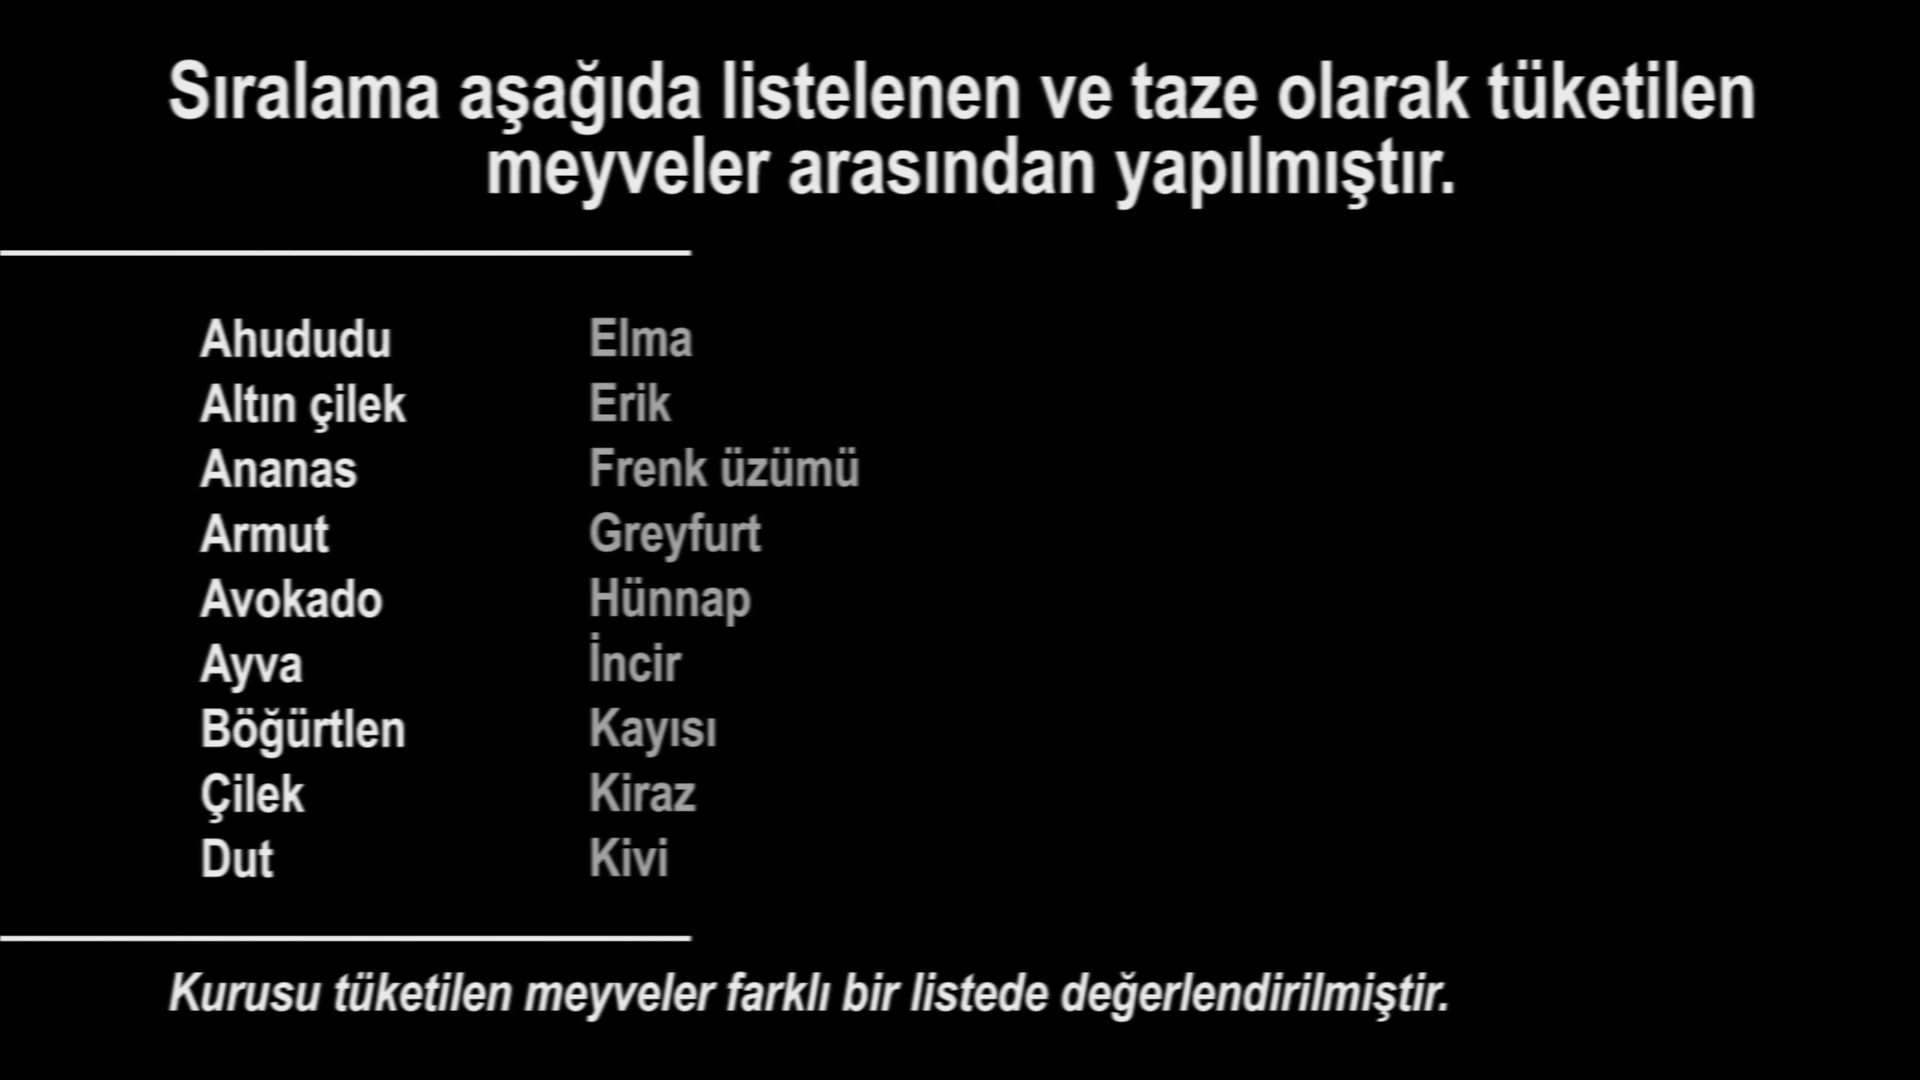 Sıralama aşağıda listelenen ve taze olarak tüketilen
meyveler arasından yapılmıştır.
Ahududu
Altın çilek
Ananas
Armut
Avokado
Ayva
Böğürtlen
Çilek
Dut
Elma
Erik
Frenk üzümü
Greyfurt
Hünnap
İncir
Kayısı
Kiraz
Kivi
Kurusu tüketilen meyveler farklı bir listede değerlendirilmiştir.